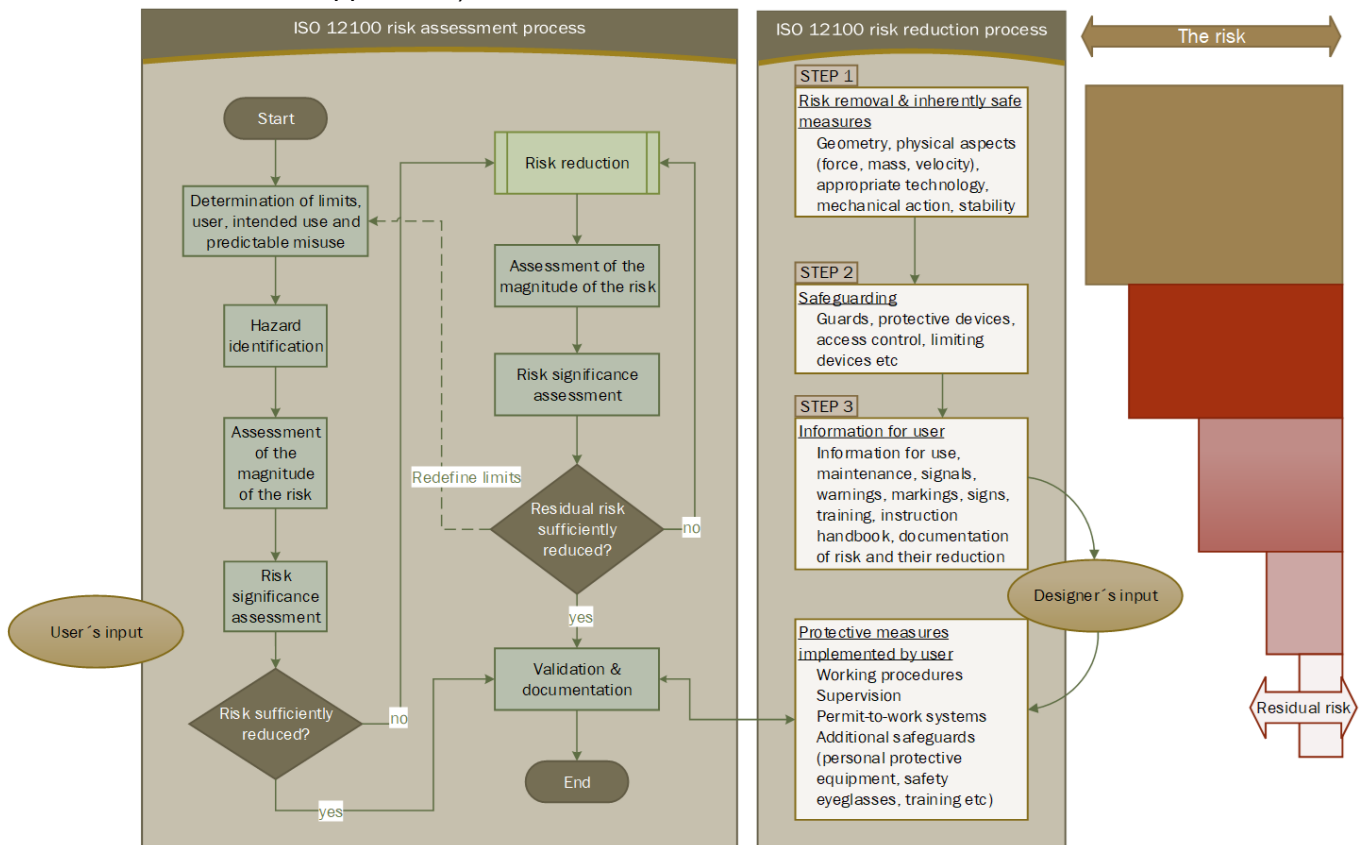 ISO 12100 risk assessment process
Start
Determination of limits,
user, intended use and
predictable misuse
Hazard
identification
Assessment
of the
magnitude
of the risk
Risk
significance
assessment
User´s input
Risk sufficiently
reduced?
no
yes
Risk reduction
Assessment of the
magnitude of the risk
Risk significance
assessment
Redefine limits
Residual risk
sufficiently
reduced?
no
yes
Validation &
documentation
End
ISO 12100 risk reduction process
STEP 1
Risk removal & inherently safe
measures
Geometry, physical aspects
(force, mass, velocity),
appropriate technology,
mechanical action, stability
STEP 2
Safeguarding
Guards, protective devices,
access control, limiting
devices etc
STEP 3
Information for user
Information for use,
maintenance, signals,
warnings, markings, signs,
training, instruction
handbook, documentation
of risk and their reduction
Designer´s input
Protective measures
implemented by user
Working procedures
Supervision
Permit-to-work systems
Additional safeguards
(personal protective
equipment, safety
eyeglasses, training etc)
The risk
Residual risk